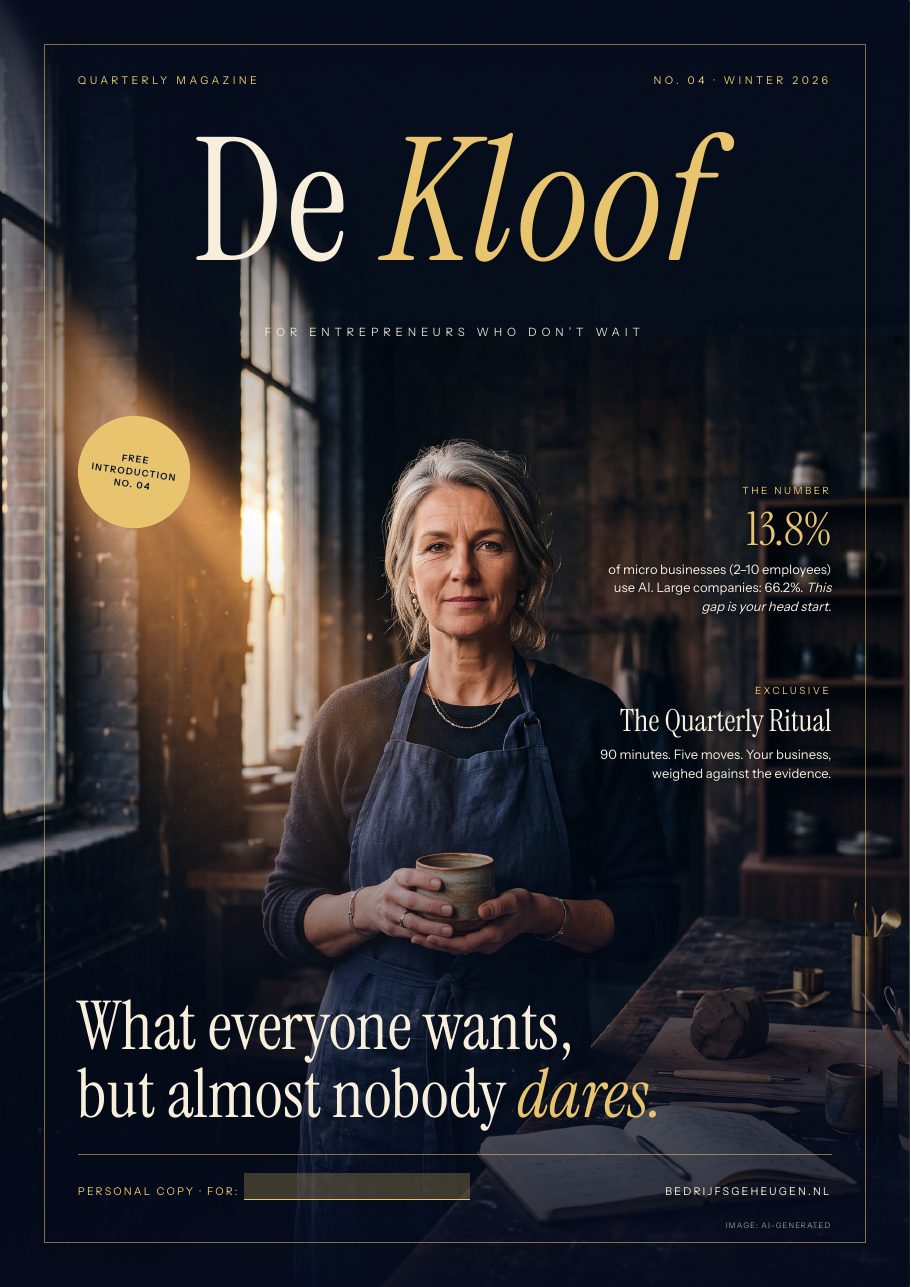 QUARTERLY MAGAZINE
NO. 04 · WINTER 2026
De Kloof
FOR ENTREPRENEURS WHO DON'T WAIT
FREE
INTRODUCTION
NO. 04
THE NUMBER
13.8%
of micro businesses (2–10 employees)
use AI. Large companies: 66.2%. This
gap is your head start.
EXCLUSIVE
The Quarterly Ritual
90 minutes. Five moves. Your business,
weighed against the evidence.
What everyone wants,
but almost nobody dares.
PERSONAL COPY · FOR:
BEDRIJFSGEHEUGEN.NL
IMAGE: AI-GENERATED